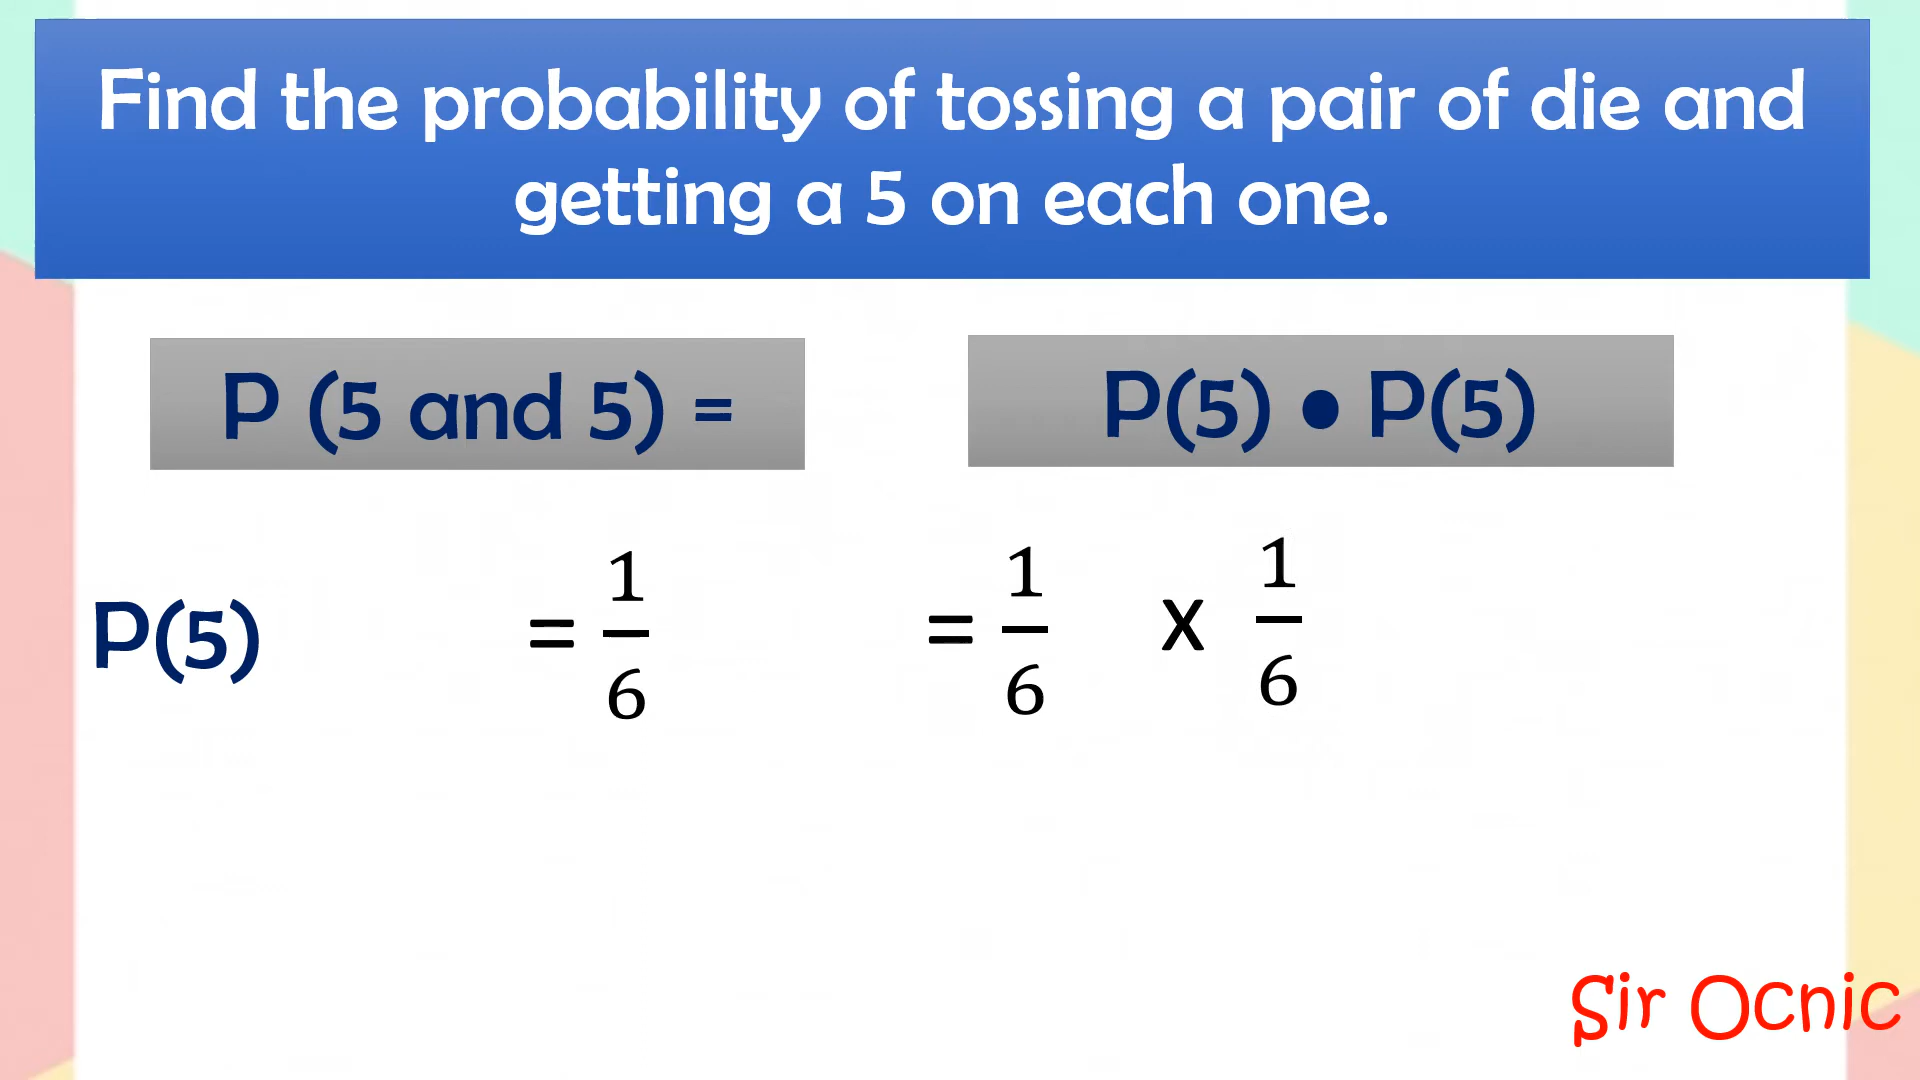 Find the probability of tossing a pair of die and
getting a 5 on each one.
P (5 and 5) =
P(5) ● P(5)
P(5) = 1/6
= 1/6 x 1/6
Sir Ocnic